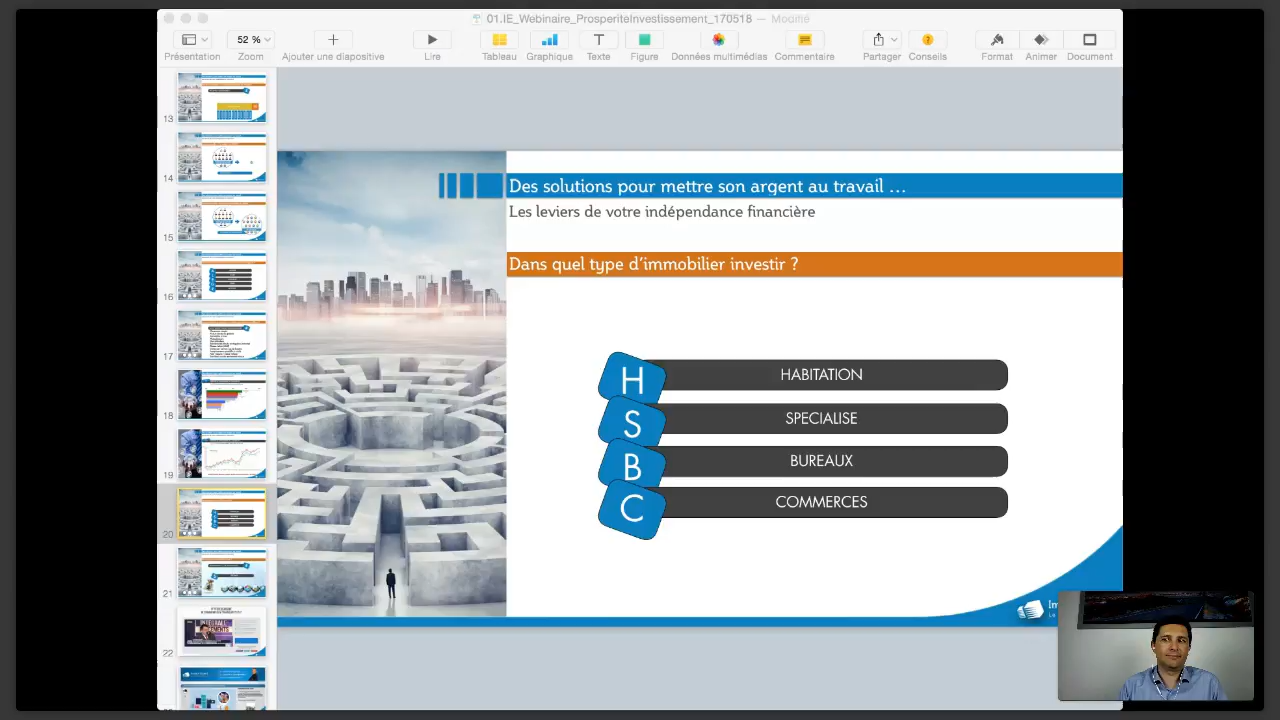 01.IE_Webinaire_ProsperiteInvestissement_170518 — Modifié
52 %
Présentation Zoom Ajouter une diapositive Lire Tableau Graphique Texte Figure Données multimédias Commentaire Partager Conseils Format Animer Document
13
14
15
16
17
18
19
20
21
22
Des solutions pour mettre son argent au travail ...
Les leviers de votre indépendance financière
Dans quel type d'immobilier investir ?
H HABITATION
S SPECIALISE
B BUREAUX
C COMMERCES